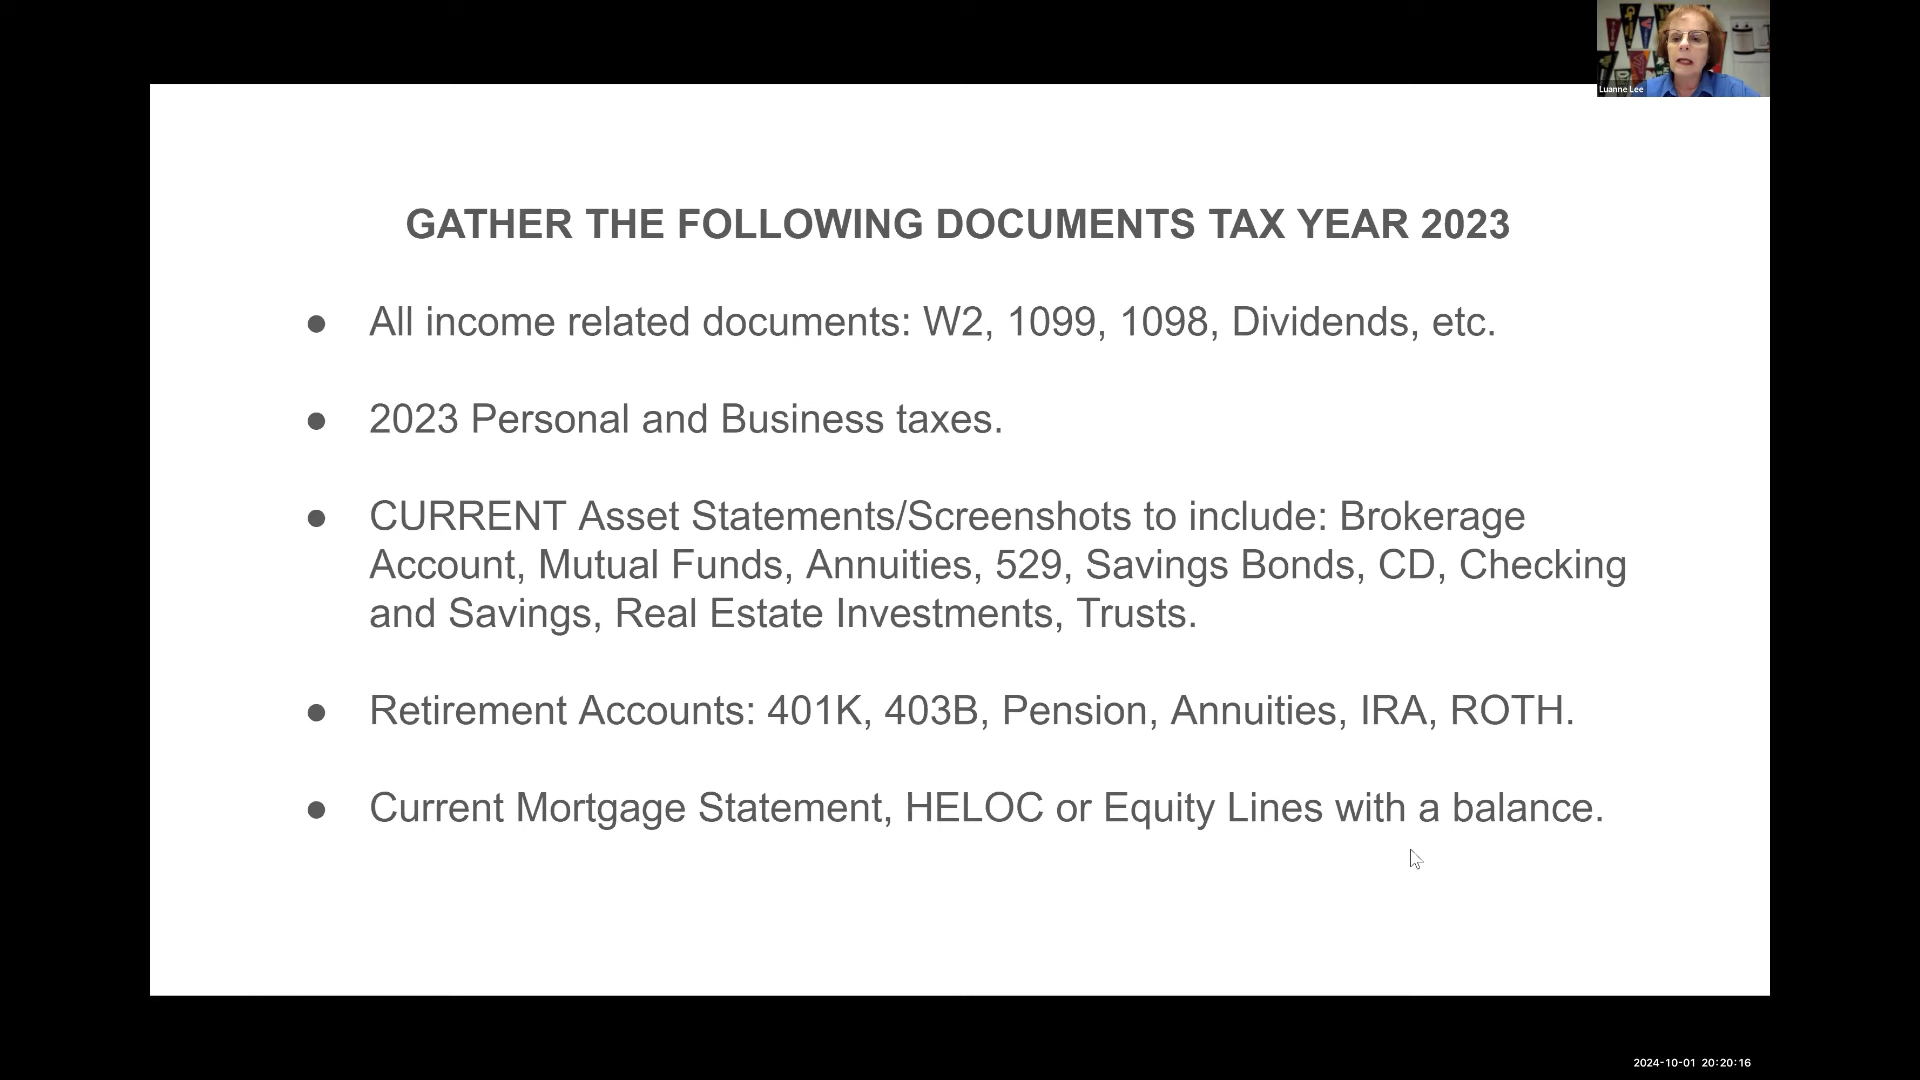 Luanne Lee
GATHER THE FOLLOWING DOCUMENTS TAX YEAR 2023
● All income related documents: W2, 1099, 1098, Dividends, etc.
● 2023 Personal and Business taxes.
● CURRENT Asset Statements/Screenshots to include: Brokerage
Account, Mutual Funds, Annuities, 529, Savings Bonds, CD, Checking
and Savings, Real Estate Investments, Trusts.
● Retirement Accounts: 401K, 403B, Pension, Annuities, IRA, ROTH.
● Current Mortgage Statement, HELOC or Equity Lines with a balance.
2024-10-01 20:20:16